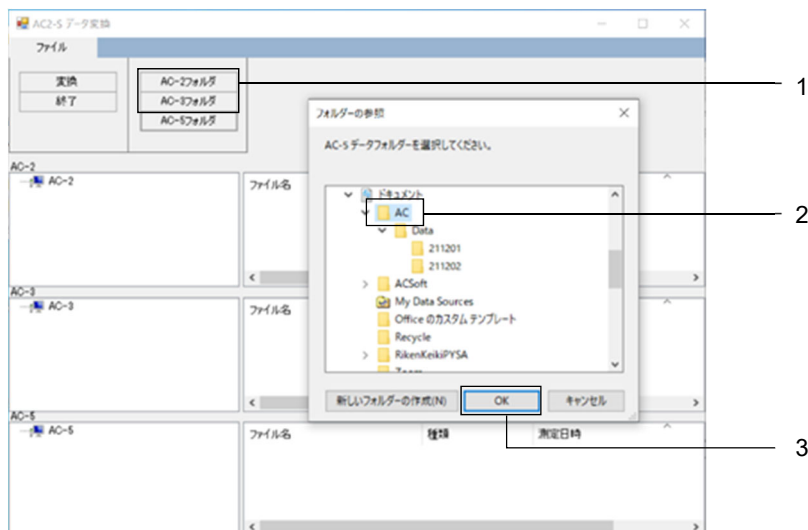 AC2-S データ変換
ファイル
変換
終了
AC-2フォルダ
AC-3フォルダ
AC-5フォルダ
1
フォルダーの参照
AC-S データフォルダーを選択してください。
AC-2
AC-2
ファイル名
ドキュメント
AC
2
Data
211201
211202
ACSoft
My Data Sources
Office のカスタム テンプレート
Recycle
RikenKeikiPYSA
Zoom
AC-3
AC-3
ファイル名
新しいフォルダーの作成(N)
OK
キャンセル
AC-5
AC-5
ファイル名
種類
測定日時
3